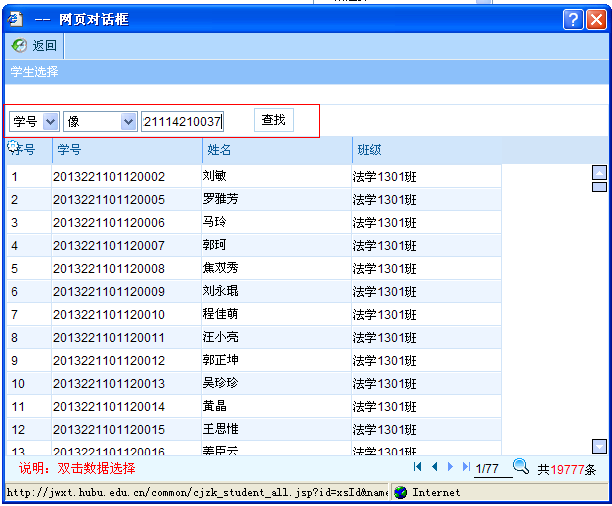 -- 网页对话框
返回
学生选择
学号 像 21114210037 查找
序号 学号 姓名 班级
1 2013221101120002 刘敏 法学1301班
2 2013221101120005 罗雅芳 法学1301班
3 2013221101120006 马玲 法学1301班
4 2013221101120007 郭珂 法学1301班
5 2013221101120008 焦双秀 法学1301班
6 2013221101120009 刘永琨 法学1301班
7 2013221101120010 程佳萌 法学1301班
8 2013221101120011 汪小亮 法学1301班
9 2013221101120012 郭正坤 法学1301班
10 2013221101120013 吴珍珍 法学1301班
11 2013221101120014 黄晶 法学1301班
12 2013221101120015 王思惟 法学1301班
13 2013221101120016 姜臣云 法学1301班
说明：双击数据选择 1/77 共19777条
http://jwxt.hubu.edu.cn/common/cjzk_student_all.jsp?id=xsId&name Internet